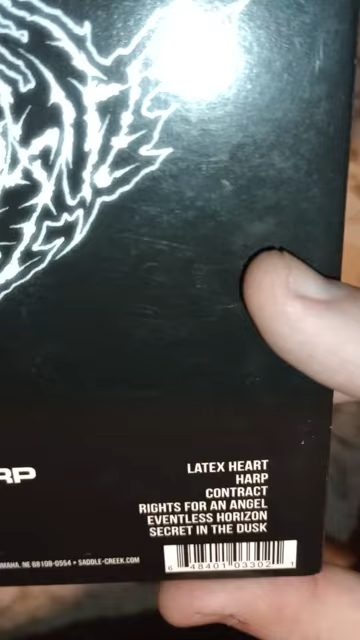 RP
LATEX HEART
HARP
CONTRACT
RIGHTS FOR AN ANGEL
EVENTLESS HORIZON
SECRET IN THE DUSK
MAHA, NE 68109-0554 • SADDLE-CREEK.COM
6 48401 03302 1